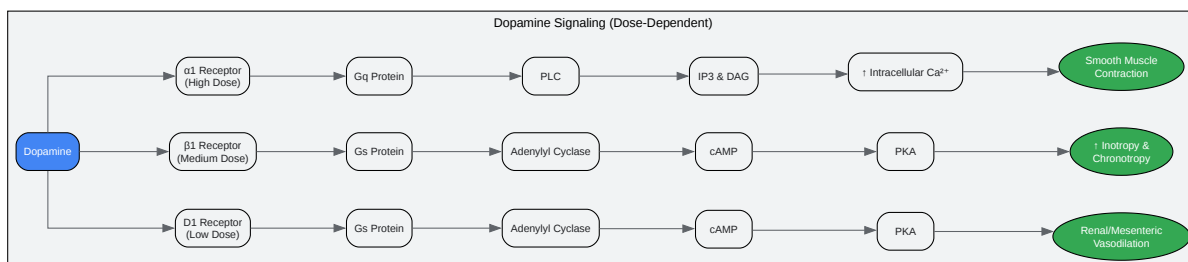 Dopamine Signaling (Dose-Dependent)
α1 Receptor
(High Dose)
Gq Protein
PLC
IP3 & DAG
↑ Intracellular Ca²⁺
Smooth Muscle
Contraction
Dopamine
β1 Receptor
(Medium Dose)
Gs Protein
Adenylyl Cyclase
cAMP
PKA
↑ Inotropy &
Chronotropy
D1 Receptor
(Low Dose)
Gs Protein
Adenylyl Cyclase
cAMP
PKA
Renal/Mesenteric
Vasodilation